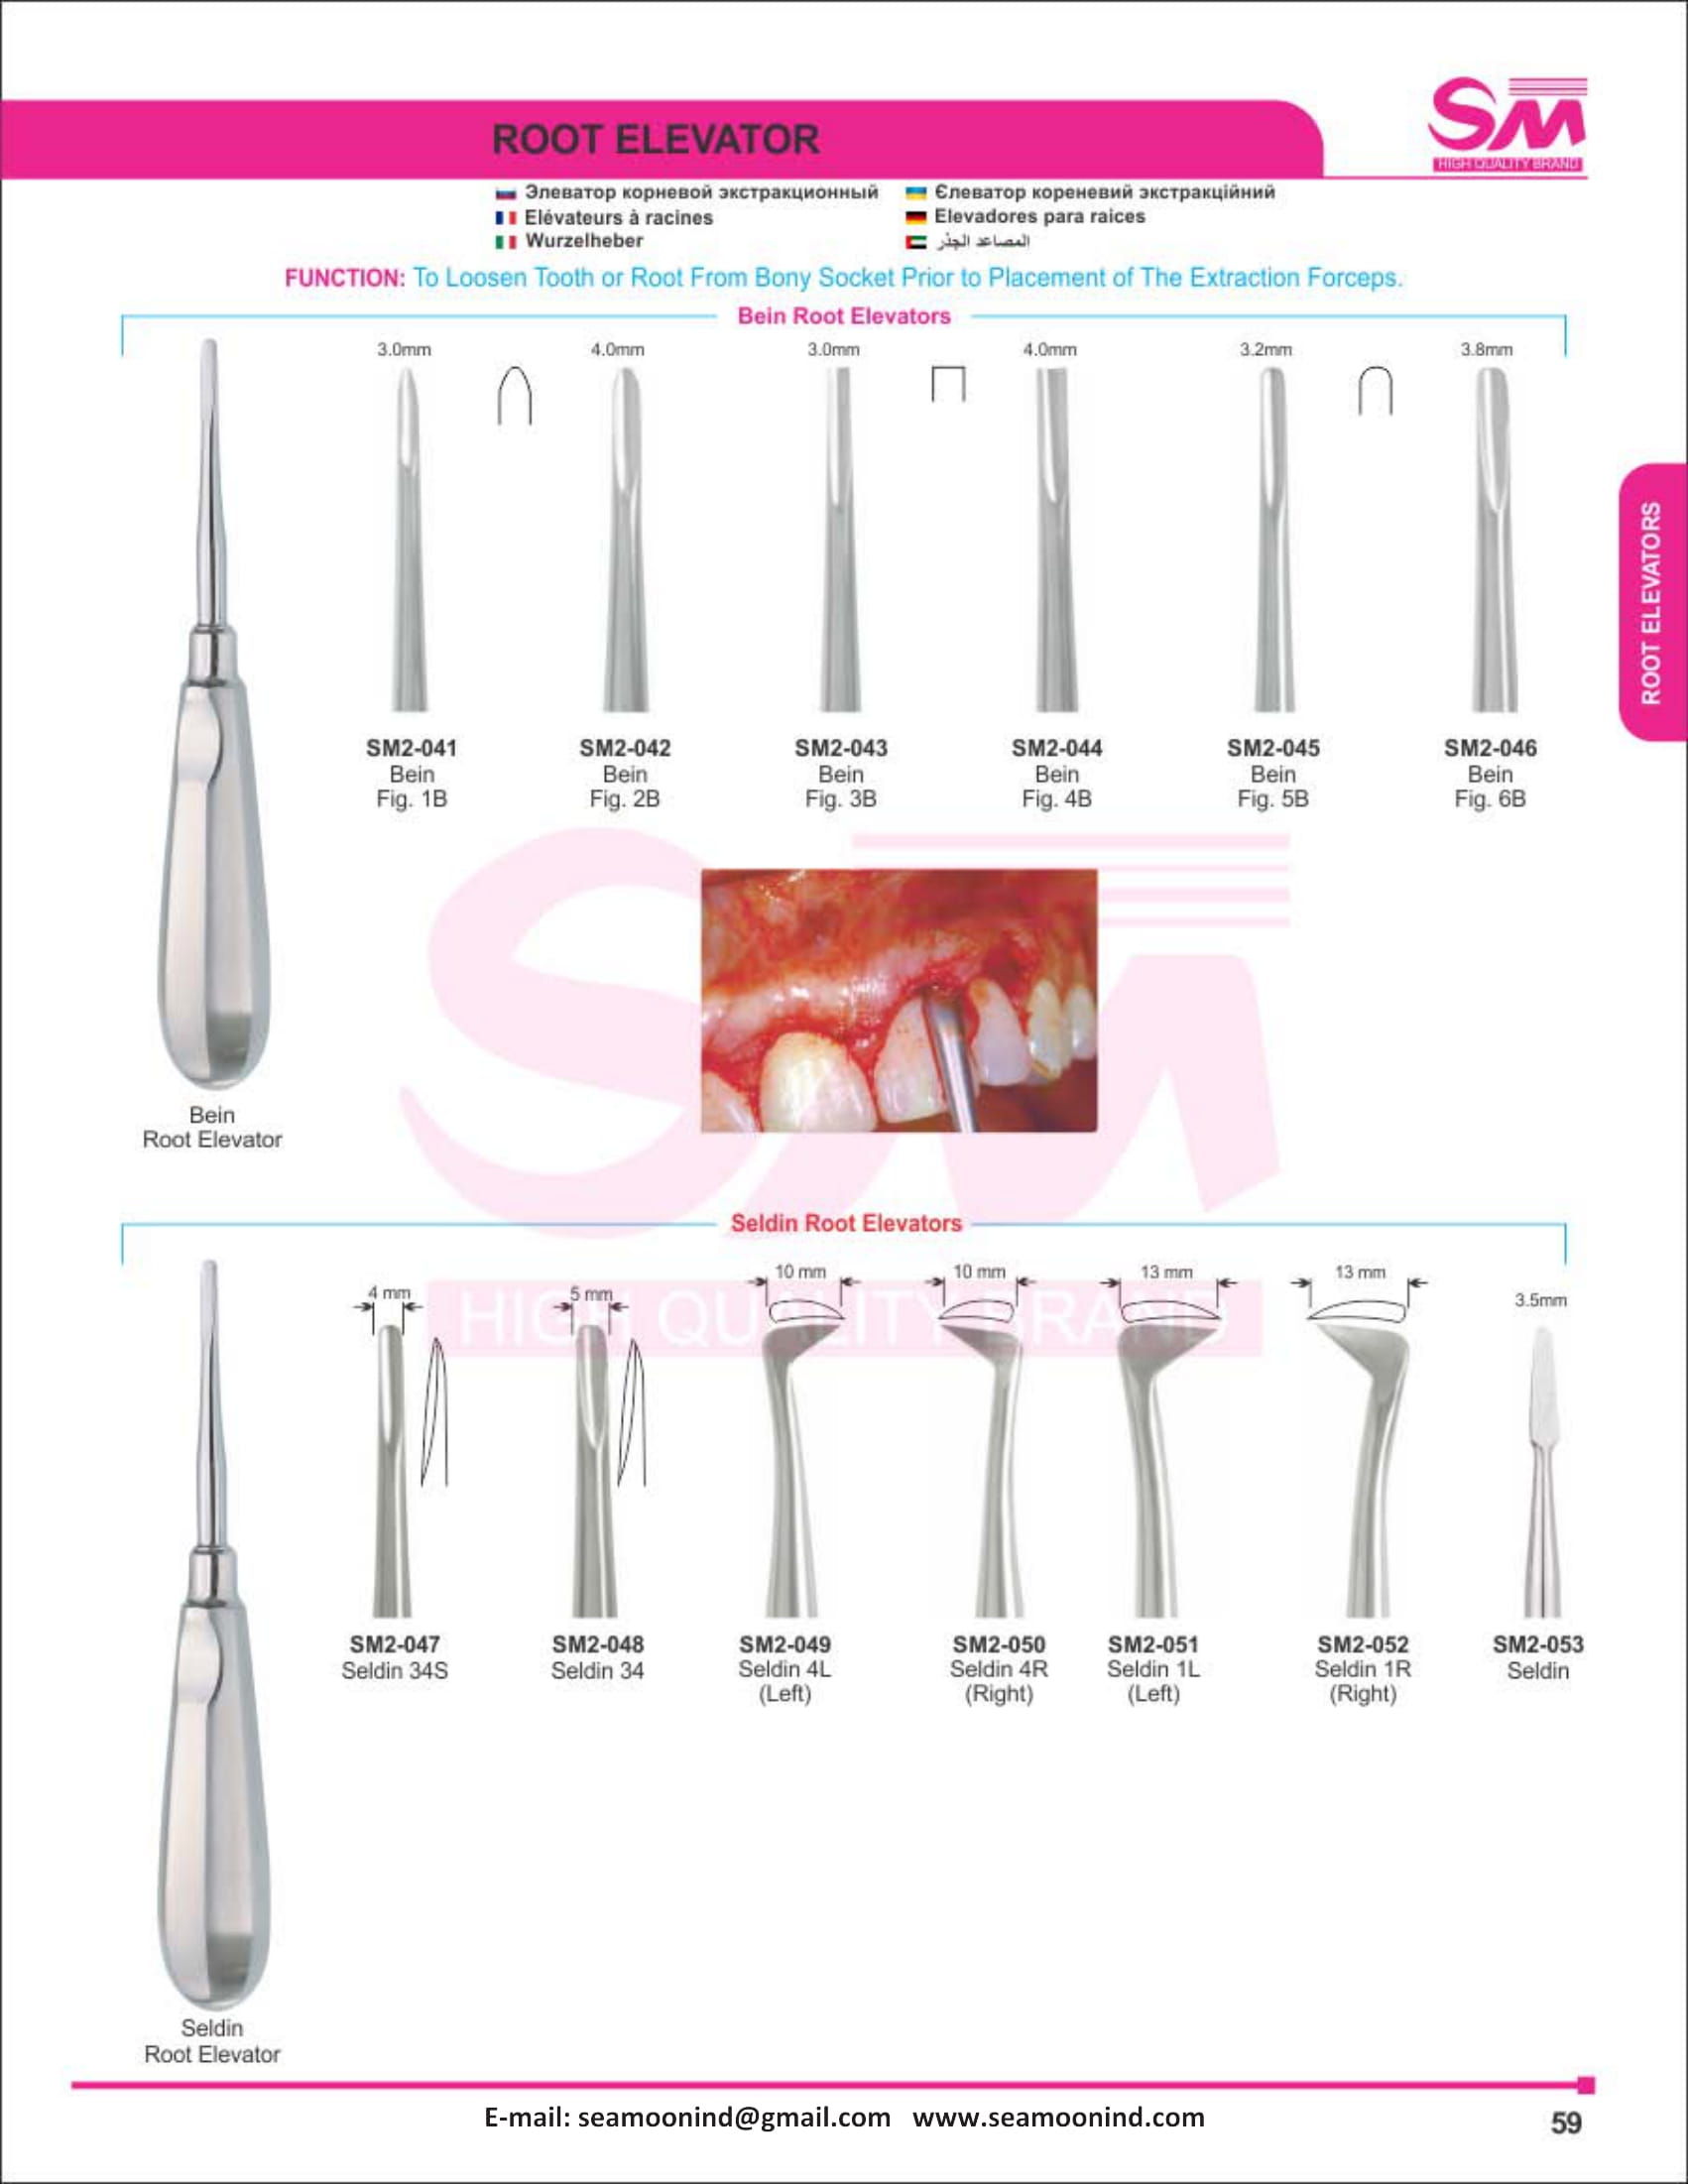 SM
HIGH QUALITY BRAND
ROOT ELEVATOR
Элеватор корневой экстракционный
Єлеватор кореневий экстракційний
Elévateurs à racines
Elevadores para raices
Wurzelheber
المصاعد الجذر
FUNCTION: To Loosen Tooth or Root From Bony Socket Prior to Placement of The Extraction Forceps.
Bein Root Elevators
3.0mm 4.0mm 3.0mm 4.0mm 3.2mm 3.8mm
ROOT ELEVATORS
SM2-041 SM2-042 SM2-043 SM2-044 SM2-045 SM2-046
Bein Bein Bein Bein Bein Bein
Fig. 1B Fig. 2B Fig. 3B Fig. 4B Fig. 5B Fig. 6B
Bein
Root Elevator
SM
HIGH QUALITY BRAND
Seldin Root Elevators
4 mm 5 mm 10 mm 10 mm 13 mm 13 mm 3.5mm
SM2-047 SM2-048 SM2-049 SM2-050 SM2-051 SM2-052 SM2-053
Seldin 34S Seldin 34 Seldin 4L Seldin 4R Seldin 1L Seldin 1R Seldin
(Left) (Right) (Left) (Right)
Seldin
Root Elevator
E-mail: seamoonind@gmail.com www.seamoonind.com
59